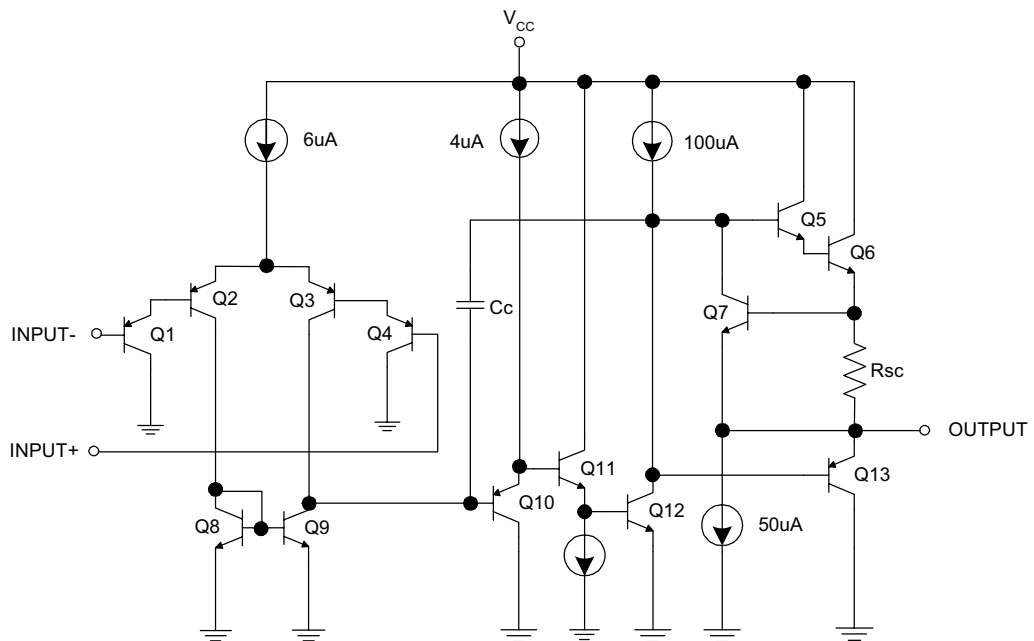 VCC
6uA
4uA
100uA
Q5
Q6
Q2
Q3
Cc
Q7
INPUT-
Q1
Q4
Rsc
INPUT+
OUTPUT
Q11
Q10
Q12
Q13
Q8
Q9
50uA